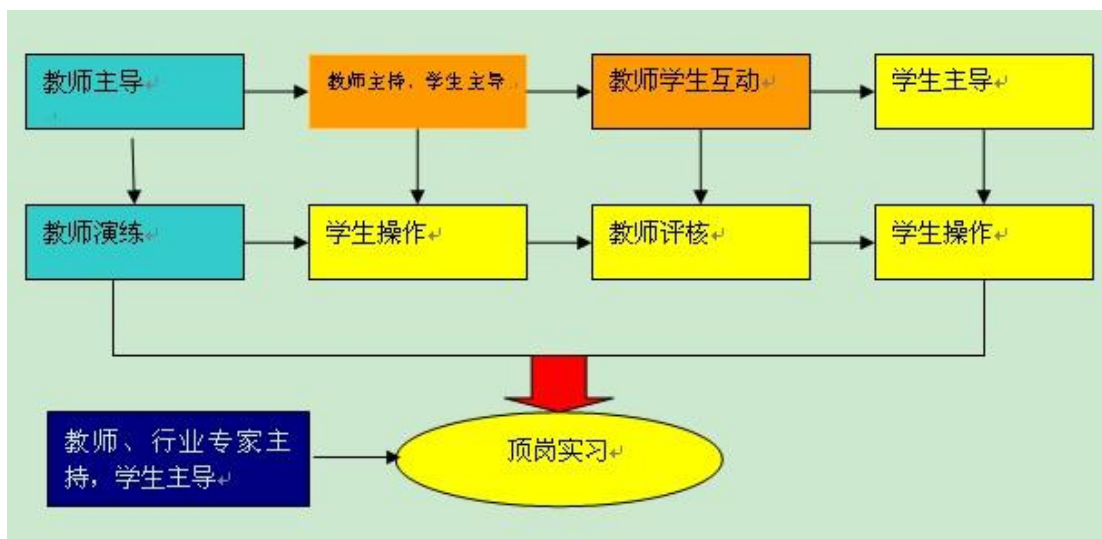 教师主导
教师主持、学生主导
教师学生互动
学生主导
教师演练
学生操作
教师评核
学生操作
教师、行业专家主
持，学生主导
顶岗实习